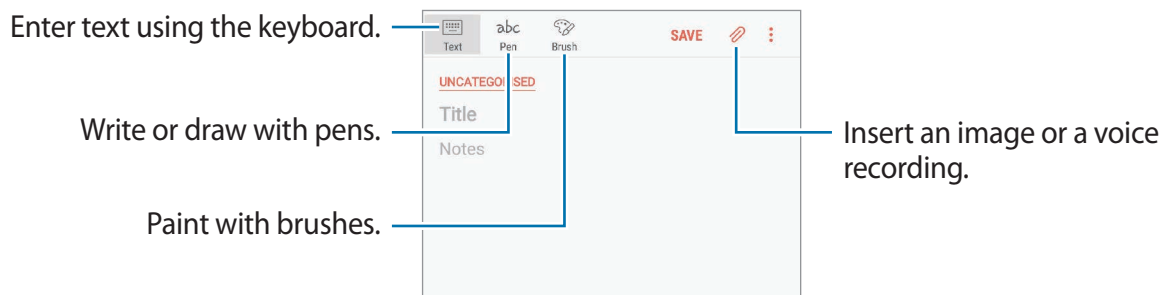 Enter text using the keyboard.
abc
SAVE
Text Pen Brush
UNCATEGORISED
Title
Write or draw with pens.
Insert an image or a voice
recording.
Notes
Paint with brushes.